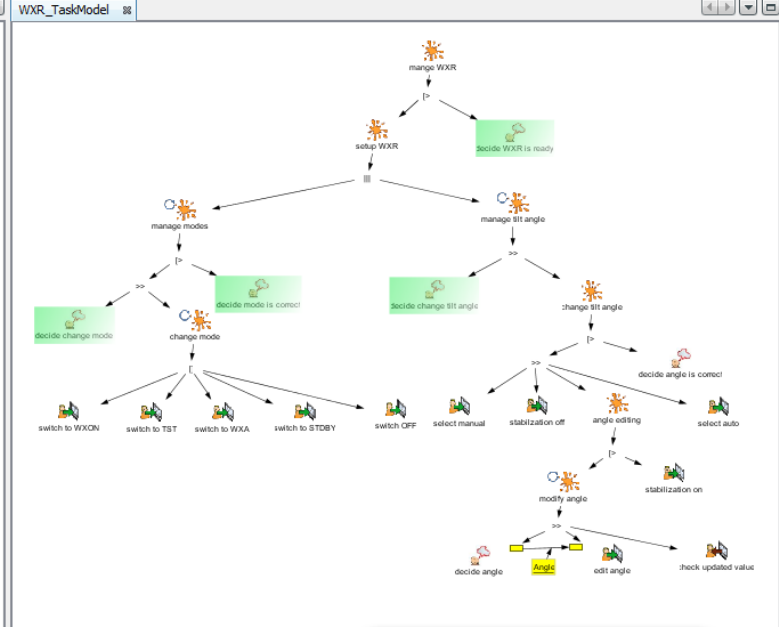 WXR_TaskModel
mange WXR
[>
setup WXR
decide WXR is ready
|||
manage modes
manage tilt angle
[>
>>
>>
decide mode is correct
decide change tilt angle
change tilt angle
decide change mode
change mode
[>
>>
decide angle is correct
[
switch to WXON
switch to TST
switch to WXA
switch to STDBY
switch OFF
select manual
stabilzation off
angle editing
select auto
[>
modify angle
stabilization on
>>
decide angle
Angle
edit angle
check updated value